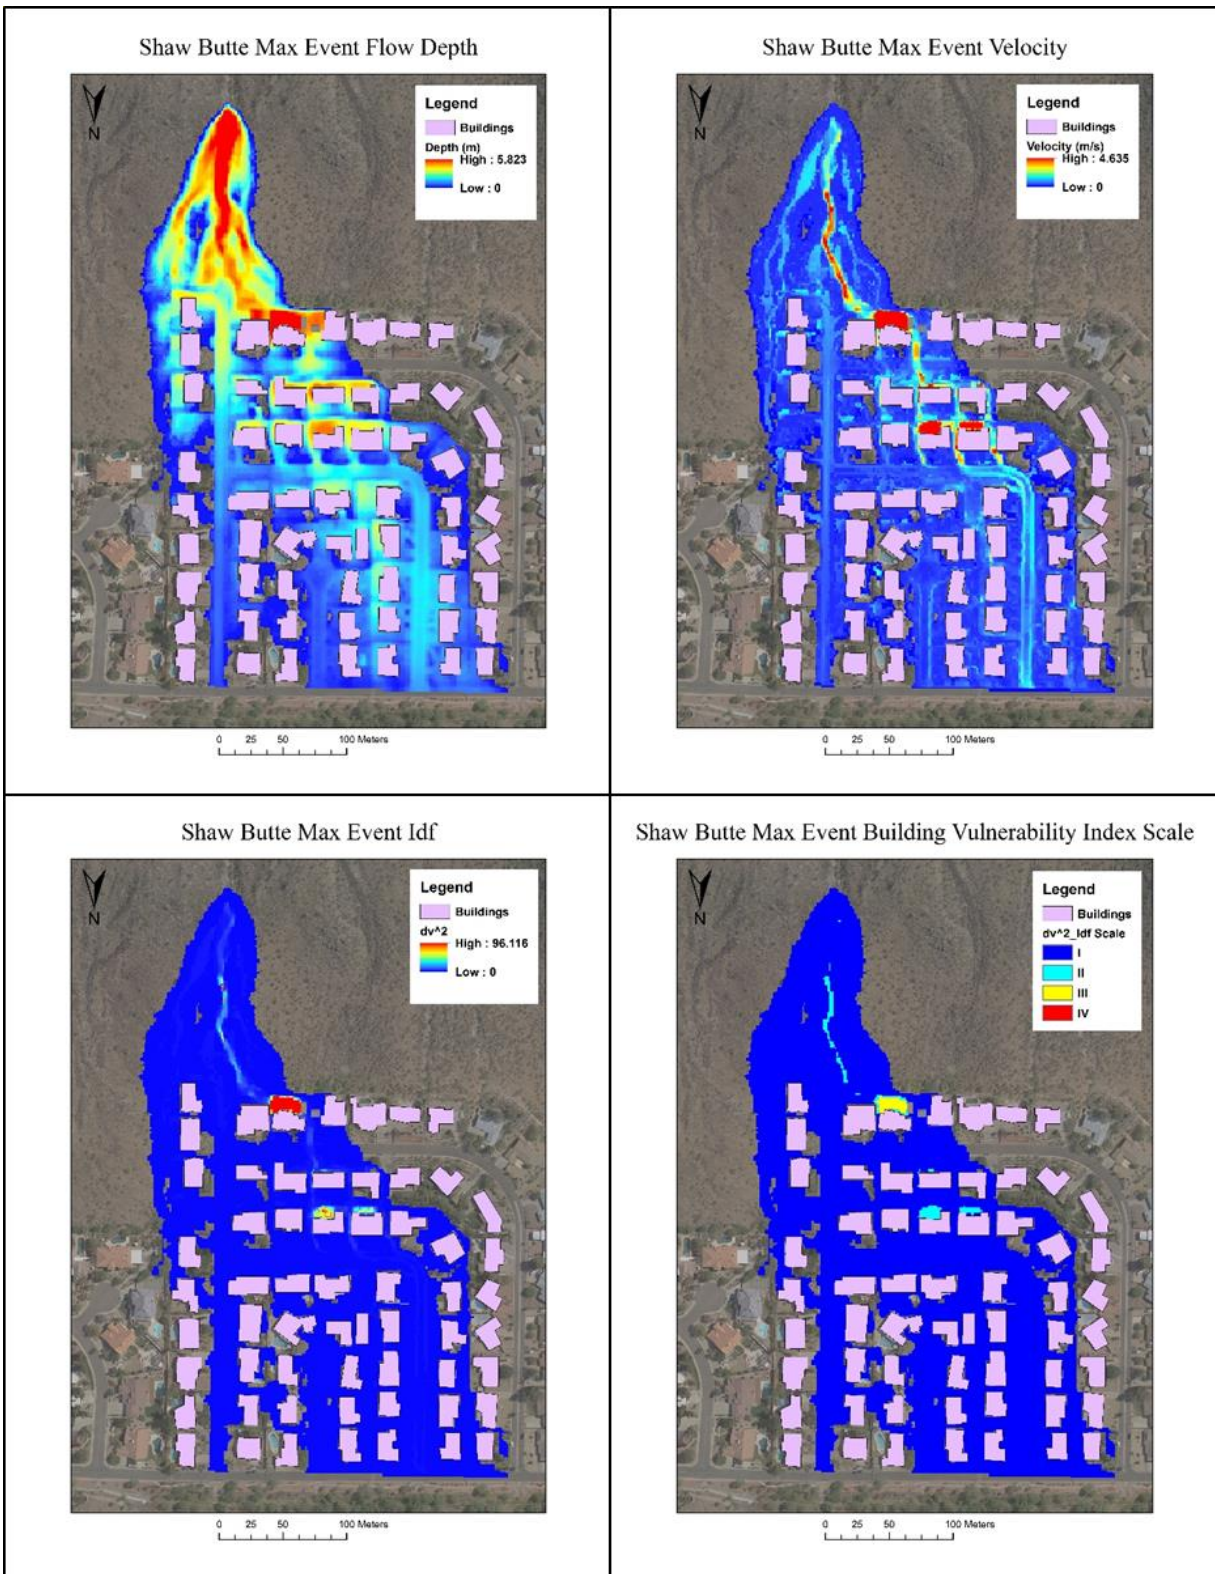 Shaw Butte Max Event Flow Depth
N
Legend
Buildings
Depth (m)
High : 5.823
Low : 0
0 25 50 100 Meters
Shaw Butte Max Event Velocity
N
Legend
Buildings
Velocity (m/s)
High : 4.635
Low : 0
0 25 50 100 Meters
Shaw Butte Max Event Idf
N
Legend
Buildings
dv^2
High : 96.116
Low : 0
0 25 50 100 Meters
Shaw Butte Max Event Building Vulnerability Index Scale
N
Legend
Buildings
dv^2_Idf Scale
I
II
III
IV
0 25 50 100 Meters